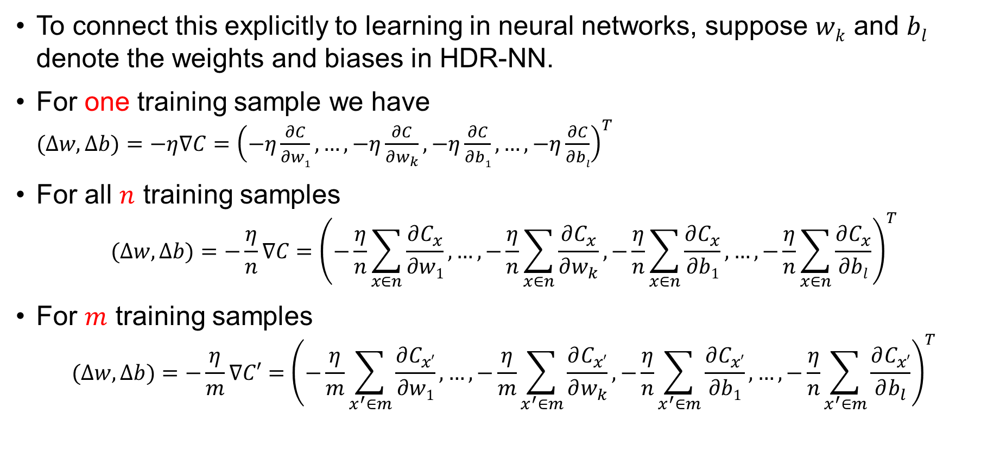 • To connect this explicitly to learning in neural networks, suppose $w_k$ and $b_l$
denote the weights and biases in HDR-NN.
• For one training sample we have
$(\Delta w, \Delta b) = -\eta \nabla C = \left(-\eta \frac{\partial C}{\partial w_1}, \ldots, -\eta \frac{\partial C}{\partial w_k}, -\eta \frac{\partial C}{\partial b_1}, \ldots, -\eta \frac{\partial C}{\partial b_l}\right)^T$
• For all $n$ training samples
$(\Delta w, \Delta b) = -\frac{\eta}{n} \nabla C = \left(-\frac{\eta}{n} \sum_{x \in n} \frac{\partial C_x}{\partial w_1}, \ldots, -\frac{\eta}{n} \sum_{x \in n} \frac{\partial C_x}{\partial w_k}, -\frac{\eta}{n} \sum_{x \in n} \frac{\partial C_x}{\partial b_1}, \ldots, -\frac{\eta}{n} \sum_{x \in n} \frac{\partial C_x}{\partial b_l}\right)^T$
• For $m$ training samples
$(\Delta w, \Delta b) = -\frac{\eta}{m} \nabla C' = \left(-\frac{\eta}{m} \sum_{x' \in m} \frac{\partial C_{x'}}{\partial w_1}, \ldots, -\frac{\eta}{m} \sum_{x' \in m} \frac{\partial C_{x'}}{\partial w_k}, -\frac{\eta}{n} \sum_{x' \in m} \frac{\partial C_{x'}}{\partial b_1}, \ldots, -\frac{\eta}{n} \sum_{x' \in m} \frac{\partial C_{x'}}{\partial b_l}\right)^T$